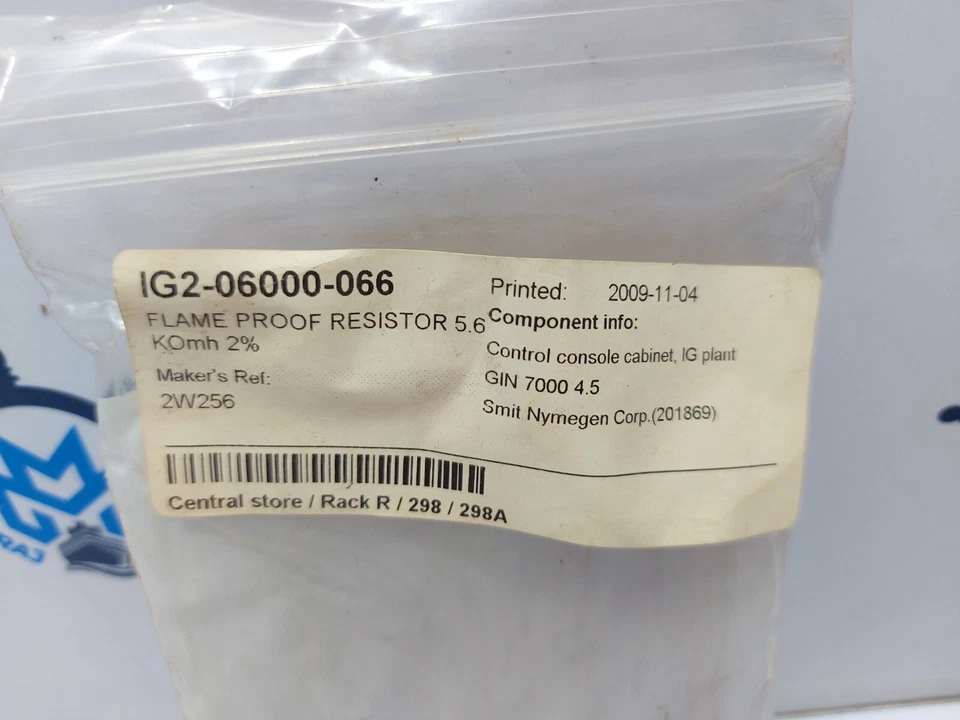 IG2-06000-066
FLAME PROOF RESISTOR 5.6
KOmh 2%
Maker's Ref:
2W256
Printed: 2009-11-04
Component info:
Control console cabinet, IG plant
GIN 7000 4.5
Smit Nymegen Corp.(201869)
Central store / Rack R / 298 / 298A
RAJ